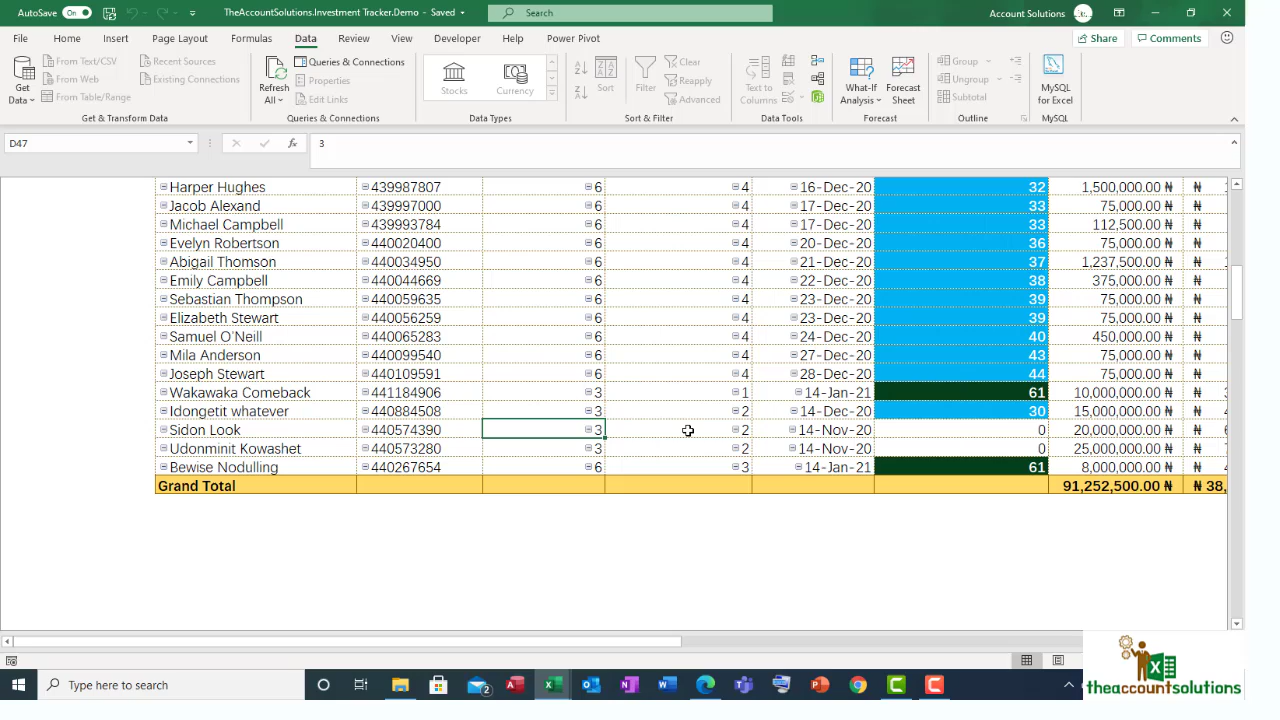 AutoSave On TheAccountSolutions.Investment Tracker.Demo - Saved Search Account Solutions
File Home Insert Page Layout Formulas Data Review View Developer Help Power Pivot Share Comments
Get Data From Text/CSV From Web From Table/Range Recent Sources Existing Connections
Refresh All Queries & Connections Properties Edit Links
Stocks Currency
Sort Filter Clear Reapply Advanced
Text to Columns
What-If Analysis Forecast Sheet
Group Ungroup Subtotal
MySQL for Excel
Get & Transform Data Queries & Connections Data Types Sort & Filter Data Tools Forecast Outline MySQL
D47 fx 3
Harper Hughes 439987807 6 4 16-Dec-20 32 1,500,000.00 ₦ ₦
Jacob Alexand 439997000 6 4 17-Dec-20 33 75,000.00 ₦ ₦
Michael Campbell 439993784 6 4 17-Dec-20 33 112,500.00 ₦ ₦
Evelyn Robertson 440020400 6 4 20-Dec-20 36 75,000.00 ₦ ₦
Abigail Thomson 440034950 6 4 21-Dec-20 37 1,237,500.00 ₦ ₦
Emily Campbell 440044669 6 4 22-Dec-20 38 375,000.00 ₦ ₦
Sebastian Thompson 440059635 6 4 23-Dec-20 39 75,000.00 ₦ ₦
Elizabeth Stewart 440056259 6 4 23-Dec-20 39 75,000.00 ₦ ₦
Samuel O`Neill 440065283 6 4 24-Dec-20 40 450,000.00 ₦ ₦
Mila Anderson 440099540 6 4 27-Dec-20 43 75,000.00 ₦ ₦
Joseph Stewart 440109591 6 4 28-Dec-20 44 75,000.00 ₦ ₦
Wakawaka Comeback 441184906 3 1 14-Jan-21 61 10,000,000.00 ₦ ₦
Idongetit whatever 440884508 3 2 14-Dec-20 30 15,000,000.00 ₦ ₦
Sidon Look 440574390 3 2 14-Nov-20 0 20,000,000.00 ₦ ₦
Udonminit Kowashet 440573280 3 2 14-Nov-20 0 25,000,000.00 ₦ ₦
Bewise Nodulling 440267654 6 3 14-Jan-21 61 8,000,000.00 ₦ ₦
Grand Total 91,252,500.00 ₦ ₦ 38,
Type here to search 2
theaccountsolutions